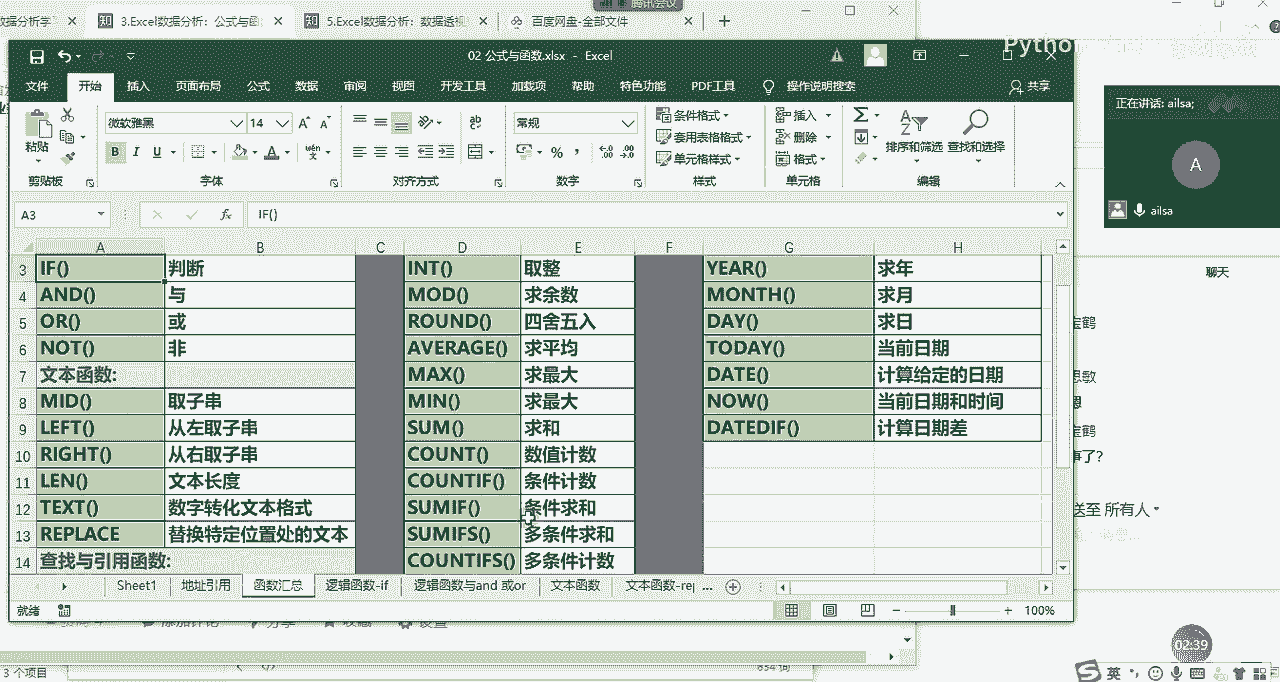 数据分析学
3.Excel数据分析：公式与函
5.Excel数据分析：数据透视
百度网盘-全部文件
腾讯会议
02 公式与函数.xlsx - Excel
Python
文件 开始 插入 页面布局 公式 数据 审阅 视图 开发工具 加载项 帮助 特色功能 PDF工具 操作说明搜索 共享
粘贴
微软雅黑 14
常规
条件格式
套用表格格式
单元格样式
插入
删除
格式
排序和筛选 查找和选择
剪贴板 字体 对齐方式 数字 样式 单元格 编辑
正在讲话: ailsa;
A
ailsa
A3 fx IF()
A B C D E F G H
3 IF() 判断 INT() 取整 YEAR() 求年
4 AND() 与 MOD() 求余数 MONTH() 求月
5 OR() 或 ROUND() 四舍五入 DAY() 求日
6 NOT() 非 AVERAGE() 求平均 TODAY() 当前日期
7 文本函数: MAX() 求最大 DATE() 计算给定的日期
8 MID() 取子串 MIN() 求最大 NOW() 当前日期和时间
9 LEFT() 从左取子串 SUM() 求和 DATEDIF() 计算日期差
10 RIGHT() 从右取子串 COUNT() 数值计数
11 LEN() 文本长度 COUNTIF() 条件计数
12 TEXT() 数字转化文本格式 SUMIF() 条件求和
13 REPLACE 替换特定位置处的文本 SUMIFS() 多条件求和
14 查找与引用函数: COUNTIFS() 多条件计数
聊天
送至 所有人
Sheet1 地址引用 函数汇总 逻辑函数-if 逻辑函数与and 或or 文本函数 文本函数-rej ...
就绪 100%
02:39
3 个项目
英